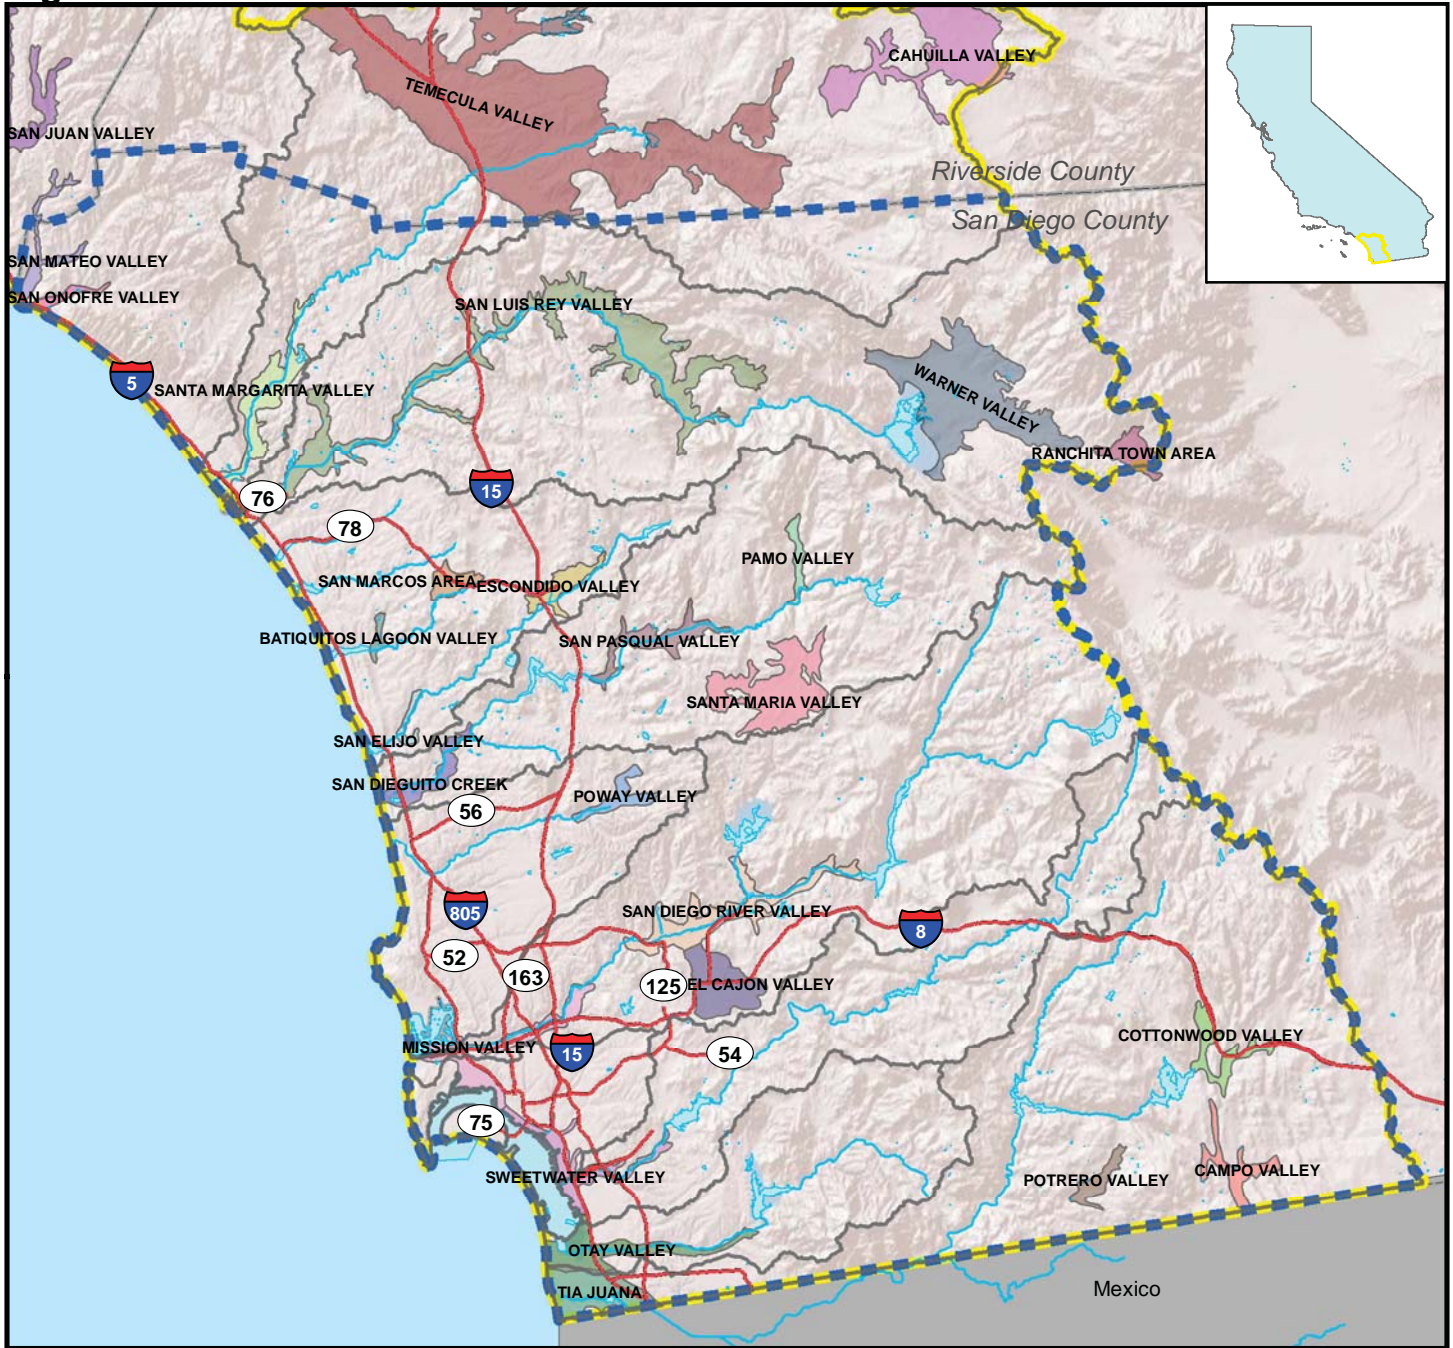 CAHUILLA VALLEY
TEMECULA VALLEY
SAN JUAN VALLEY
Riverside County
San Diego County
SAN MATEO VALLEY
SAN ONOFRE VALLEY
SAN LUIS REY VALLEY
5
SANTA MARGARITA VALLEY
WARNER VALLEY
RANCHITA TOWN AREA
76
15
78
PAMO VALLEY
SAN MARCOS AREA
ESCONDIDO VALLEY
BATIQUITOS LAGOON VALLEY
SAN PASQUAL VALLEY
SANTA MARIA VALLEY
SAN ELIJO VALLEY
SAN DIEGUITO CREEK
POWAY VALLEY
56
805
SAN DIEGO RIVER VALLEY
8
52
163
125
EL CAJON VALLEY
COTTONWOOD VALLEY
MISSION VALLEY
15
54
75
SWEETWATER VALLEY
POTRERO VALLEY
CAMPO VALLEY
OTAY VALLEY
TIA JUANA
Mexico